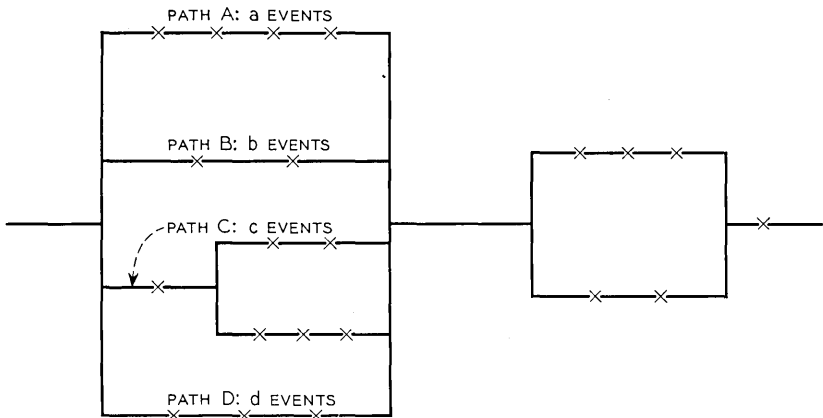 PATH A: a EVENTS
PATH B: b EVENTS
PATH C: c EVENTS
PATH D: d EVENTS